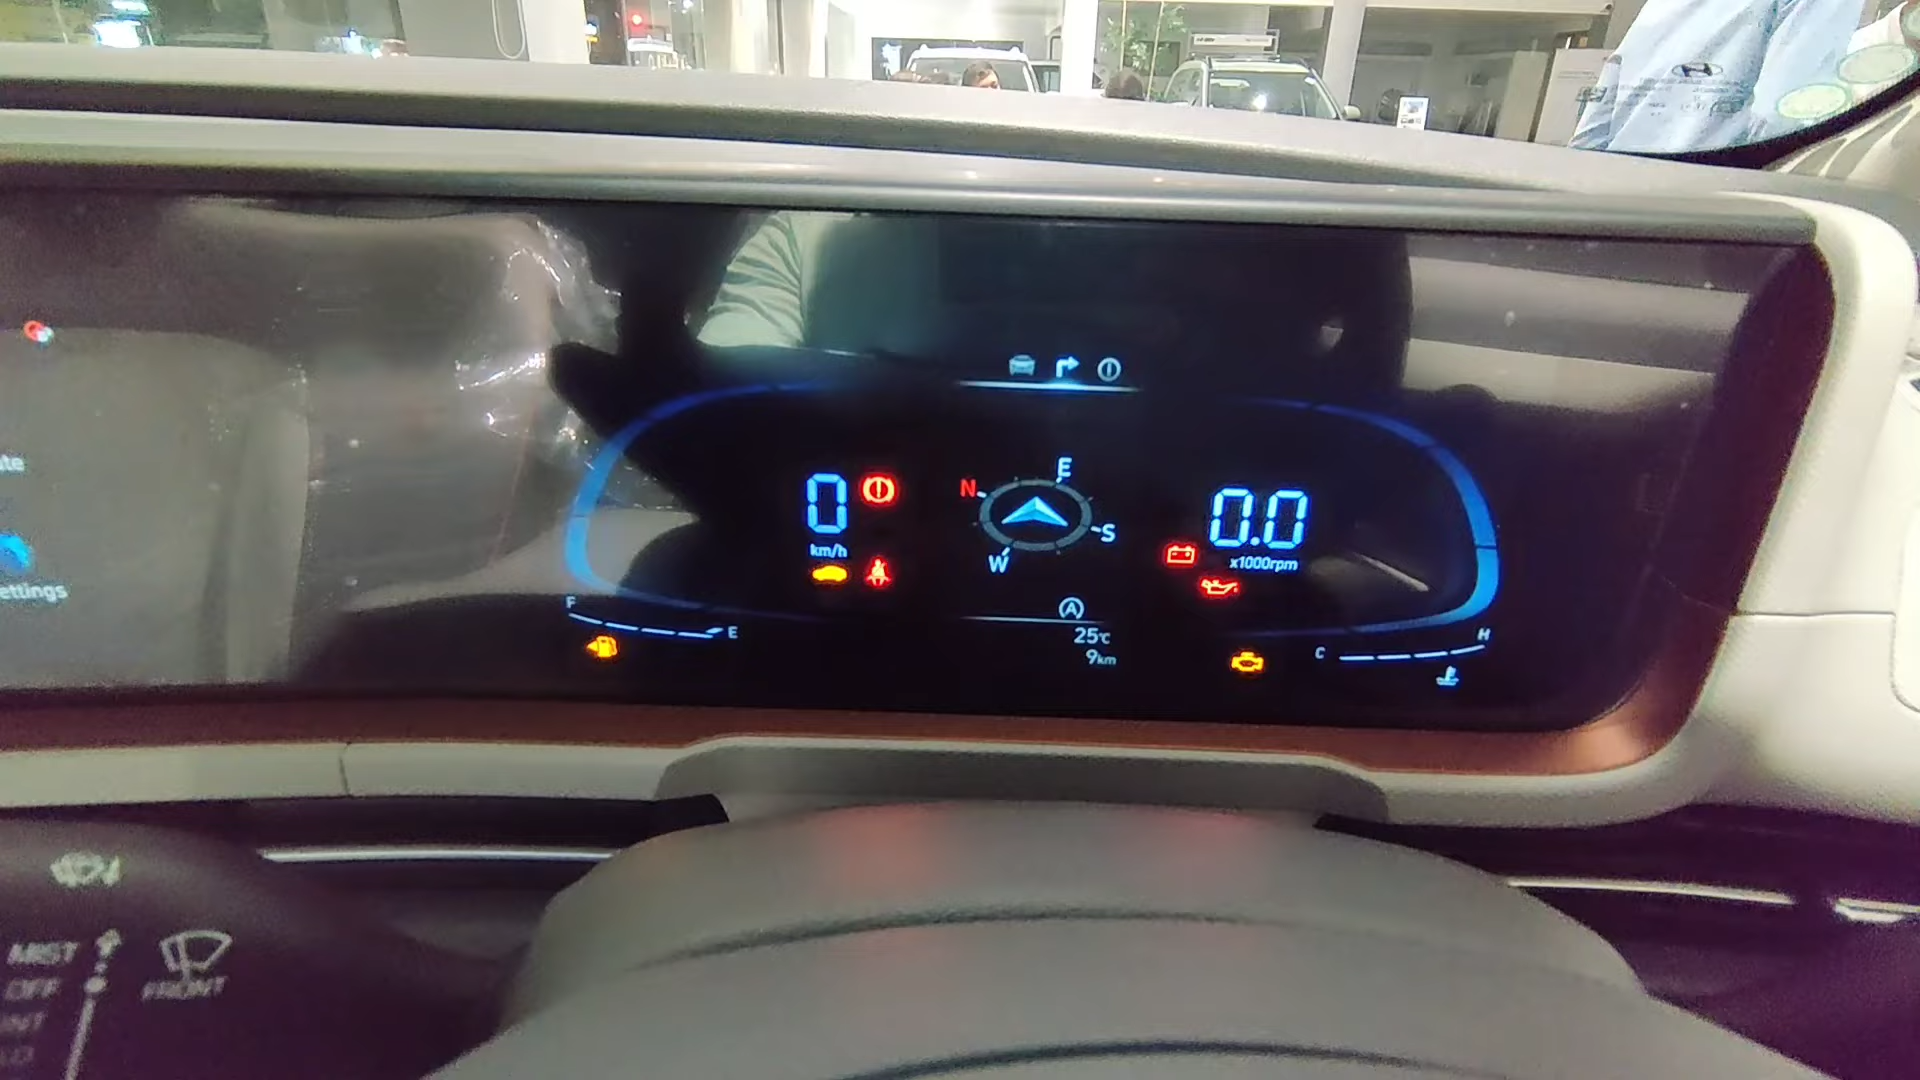 E
N
S
W
0
km/h
0.0
x1000rpm
A
25°C
9km
F
E
C
H
ettings
MIST
OFF
FRONT